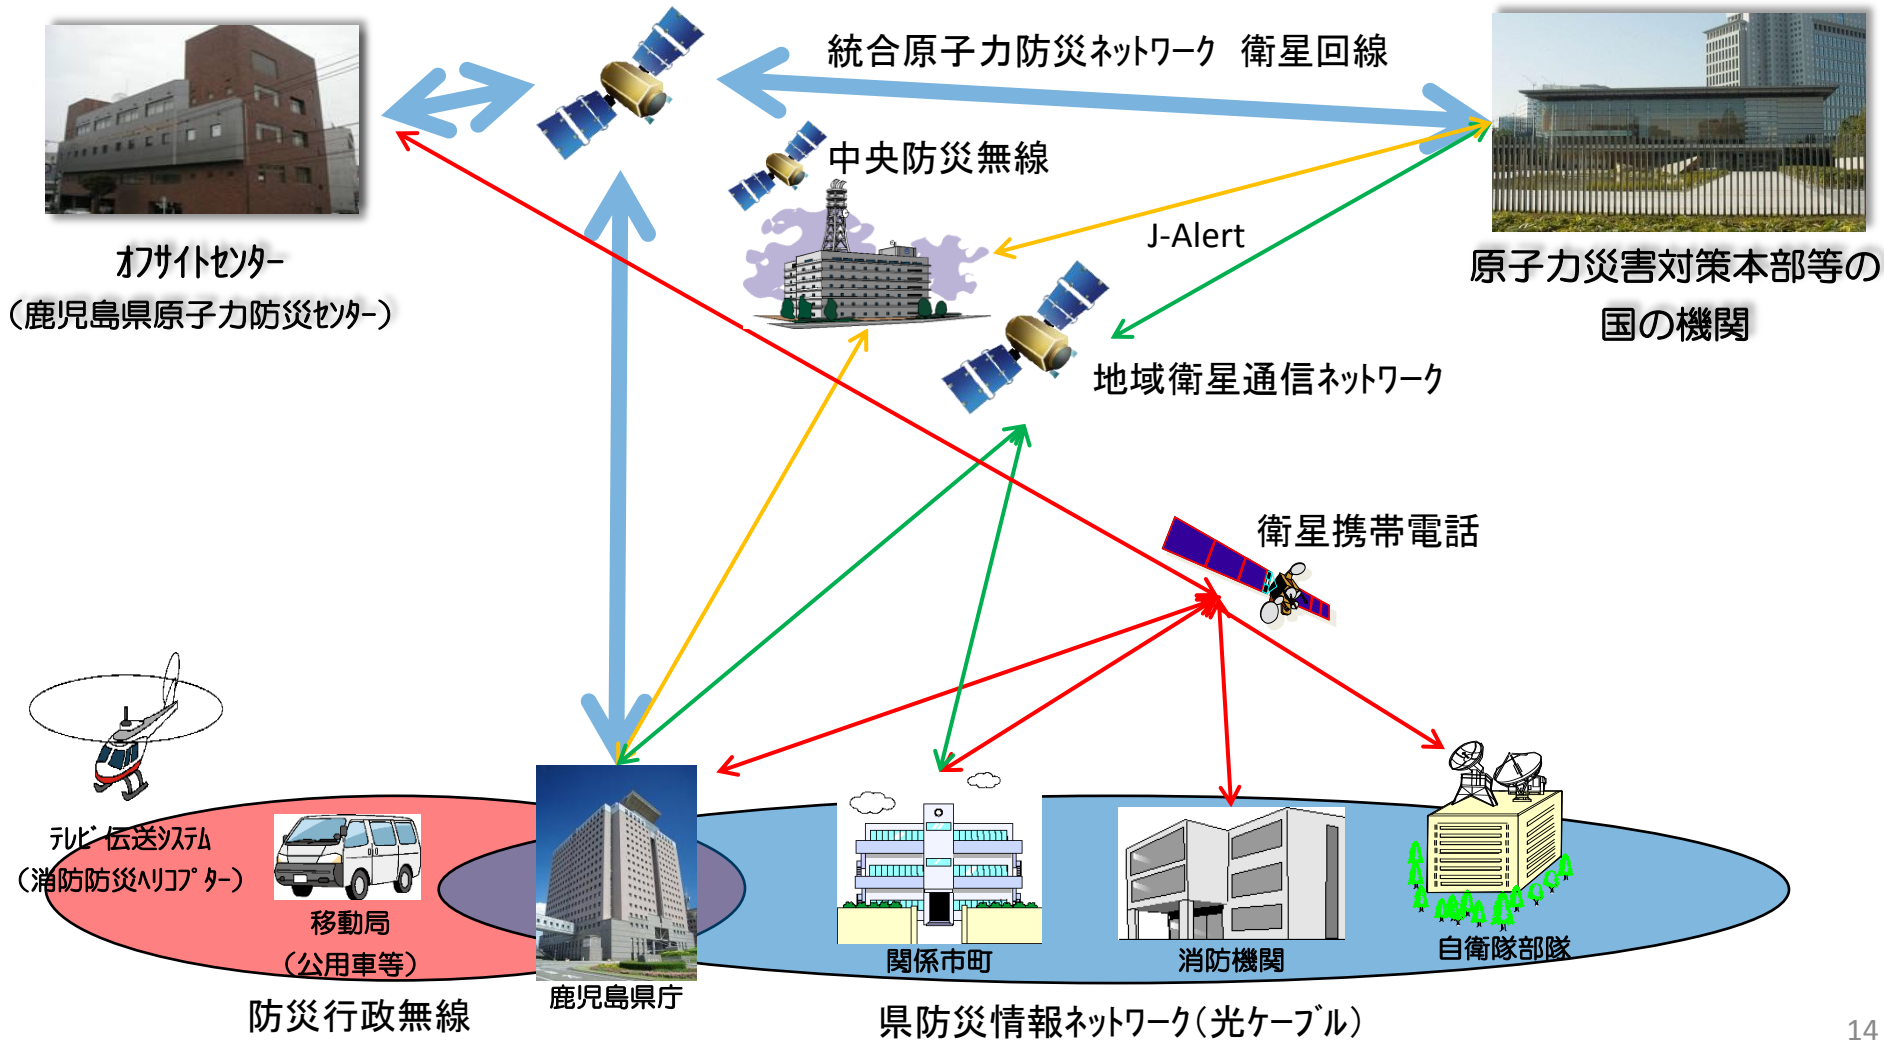 統合原子力防災ネットワーク　衛星回線
中央防災無線
J-Alert
オフサイトセンター
（鹿児島県原子力防災センター）
原子力災害対策本部等の
国の機関
地域衛星通信ネットワーク
衛星携帯電話
テレビ伝送システム
（消防防災ヘリコプター）
移動局
（公用車等）
鹿児島県庁
関係市町
消防機関
自衛隊部隊
防災行政無線
県防災情報ネットワーク（光ケーブル）
14